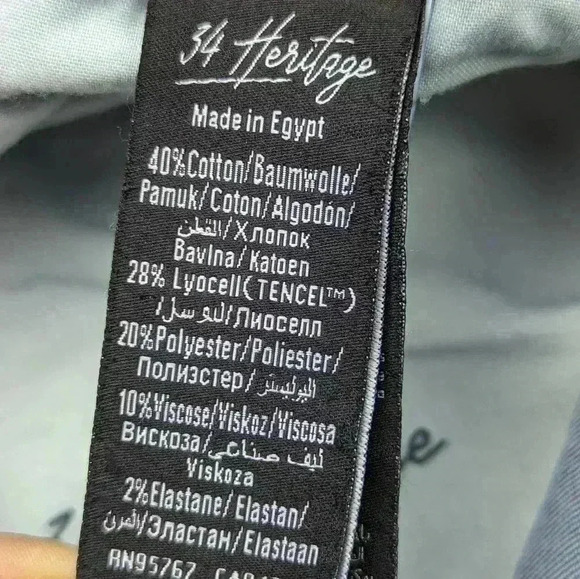 34 Heritage
Made in Egypt
40%Cotton/Baumwolle/
Pamuk/Coton/Algodón/
القطن/Хлопок
Bavlna/Katoen
28% Lyocell(TENCEL™)
ليوسل/Лиоселл
20%Polyester/Poliester/
Полиэстер/البوليستر
10%Viscose/Viskoz/Viscosa
Вискоза/ليف صناعي
Viskoza
2%Elastane/Elastan/
المرن/Эластан/Elastaan
RN95767